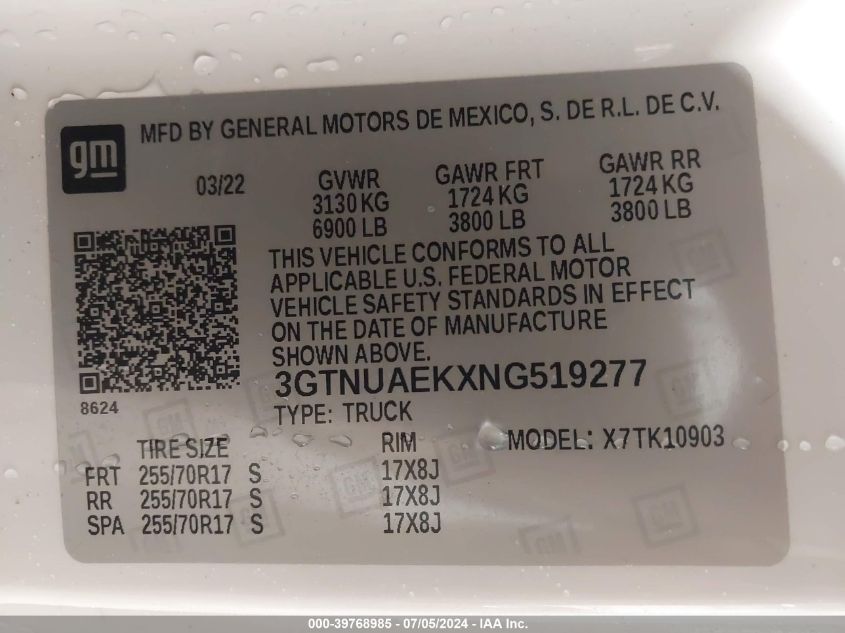 gm
MFD BY GENERAL MOTORS DE MEXICO, S. DE R.L. DE C.V.
03/22
GVWR GAWR FRT GAWR RR
3130 KG 1724 KG 1724 KG
6900 LB 3800 LB 3800 LB
THIS VEHICLE CONFORMS TO ALL
APPLICABLE U.S. FEDERAL MOTOR
VEHICLE SAFETY STANDARDS IN EFFECT
ON THE DATE OF MANUFACTURE
SHOWN ABOVE.
3GTNUAEKXNG519277
8624
TYPE: TRUCK
MODEL: X7TK10903
TIRE SIZE RIM
FRT 255/70R17 S 17X8J
RR 255/70R17 S 17X8J
SPA 255/70R17 S 17X8J
000-39768985 - 07/05/2024 - IAA Inc.